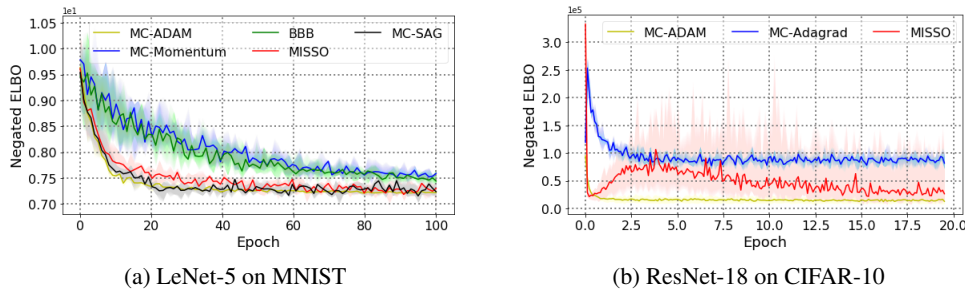 1e1
MC-ADAM BBB MC-SAG
MC-Momentum MISSO
Negated ELBO
1.05
1.00
0.95
0.90
0.85
0.80
0.75
0.70
0 20 40 60 80 100
Epoch
(a) LeNet-5 on MNIST
1e5
MC-ADAM MC-Adagrad MISSO
Negated ELBO
3.0
2.5
2.0
1.5
1.0
0.5
0.0
0.0 2.5 5.0 7.5 10.0 12.5 15.0 17.5 20.0
Epoch
(b) ResNet-18 on CIFAR-10